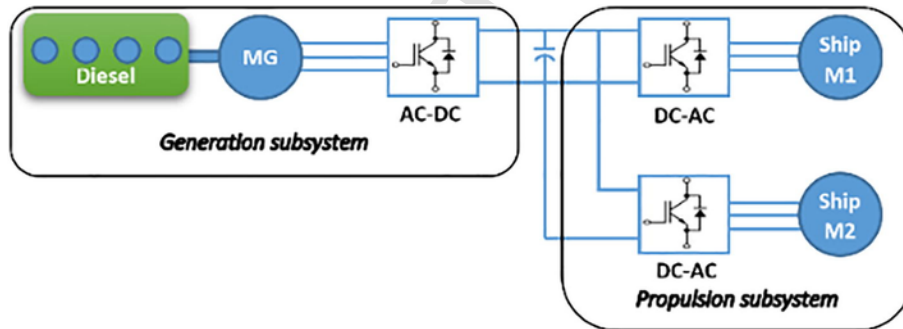 Diesel
MG
AC-DC
Generation subsystem
DC-AC
Ship
M1
DC-AC
Ship
M2
Propulsion subsystem